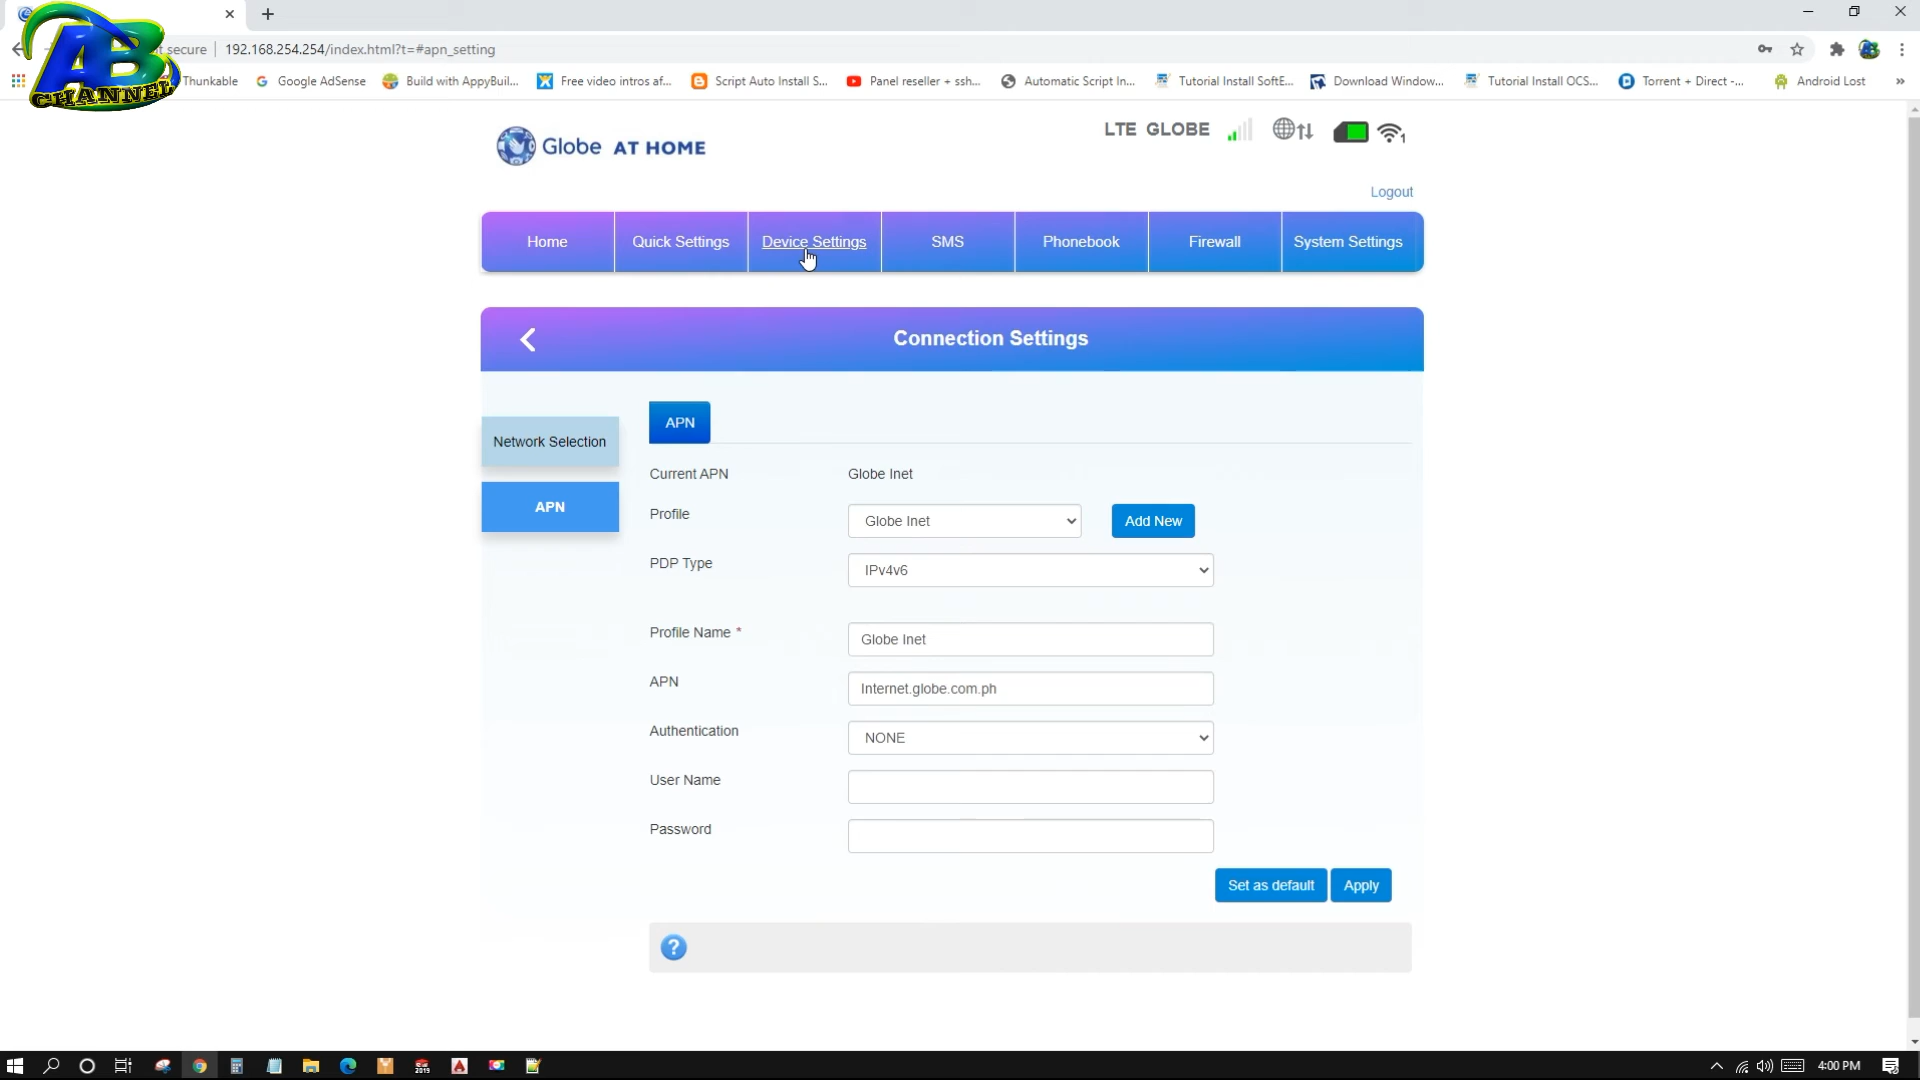 AB
CHANNEL
t secure 192.168.254.254/index.html?t=#apn_setting
Thunkable Google AdSense Build with AppyBuil... Free video intros af... Script Auto Install S... Panel reseller + ssh... Automatic Script In... Tutorial Install SoftE... Download Window... Tutorial Install OCS... Torrent + Direct -... Android Lost »
Globe AT HOME
LTE GLOBE 1
Logout
Home Quick Settings Device Settings SMS Phonebook Firewall System Settings
Connection Settings
Network Selection
APN
APN
Current APN Globe Inet
Profile Globe Inet Add New
PDP Type IPv4v6
Profile Name * Globe Inet
APN Internet.globe.com.ph
Authentication NONE
User Name
Password
Set as default Apply
?
2019 4:00 PM